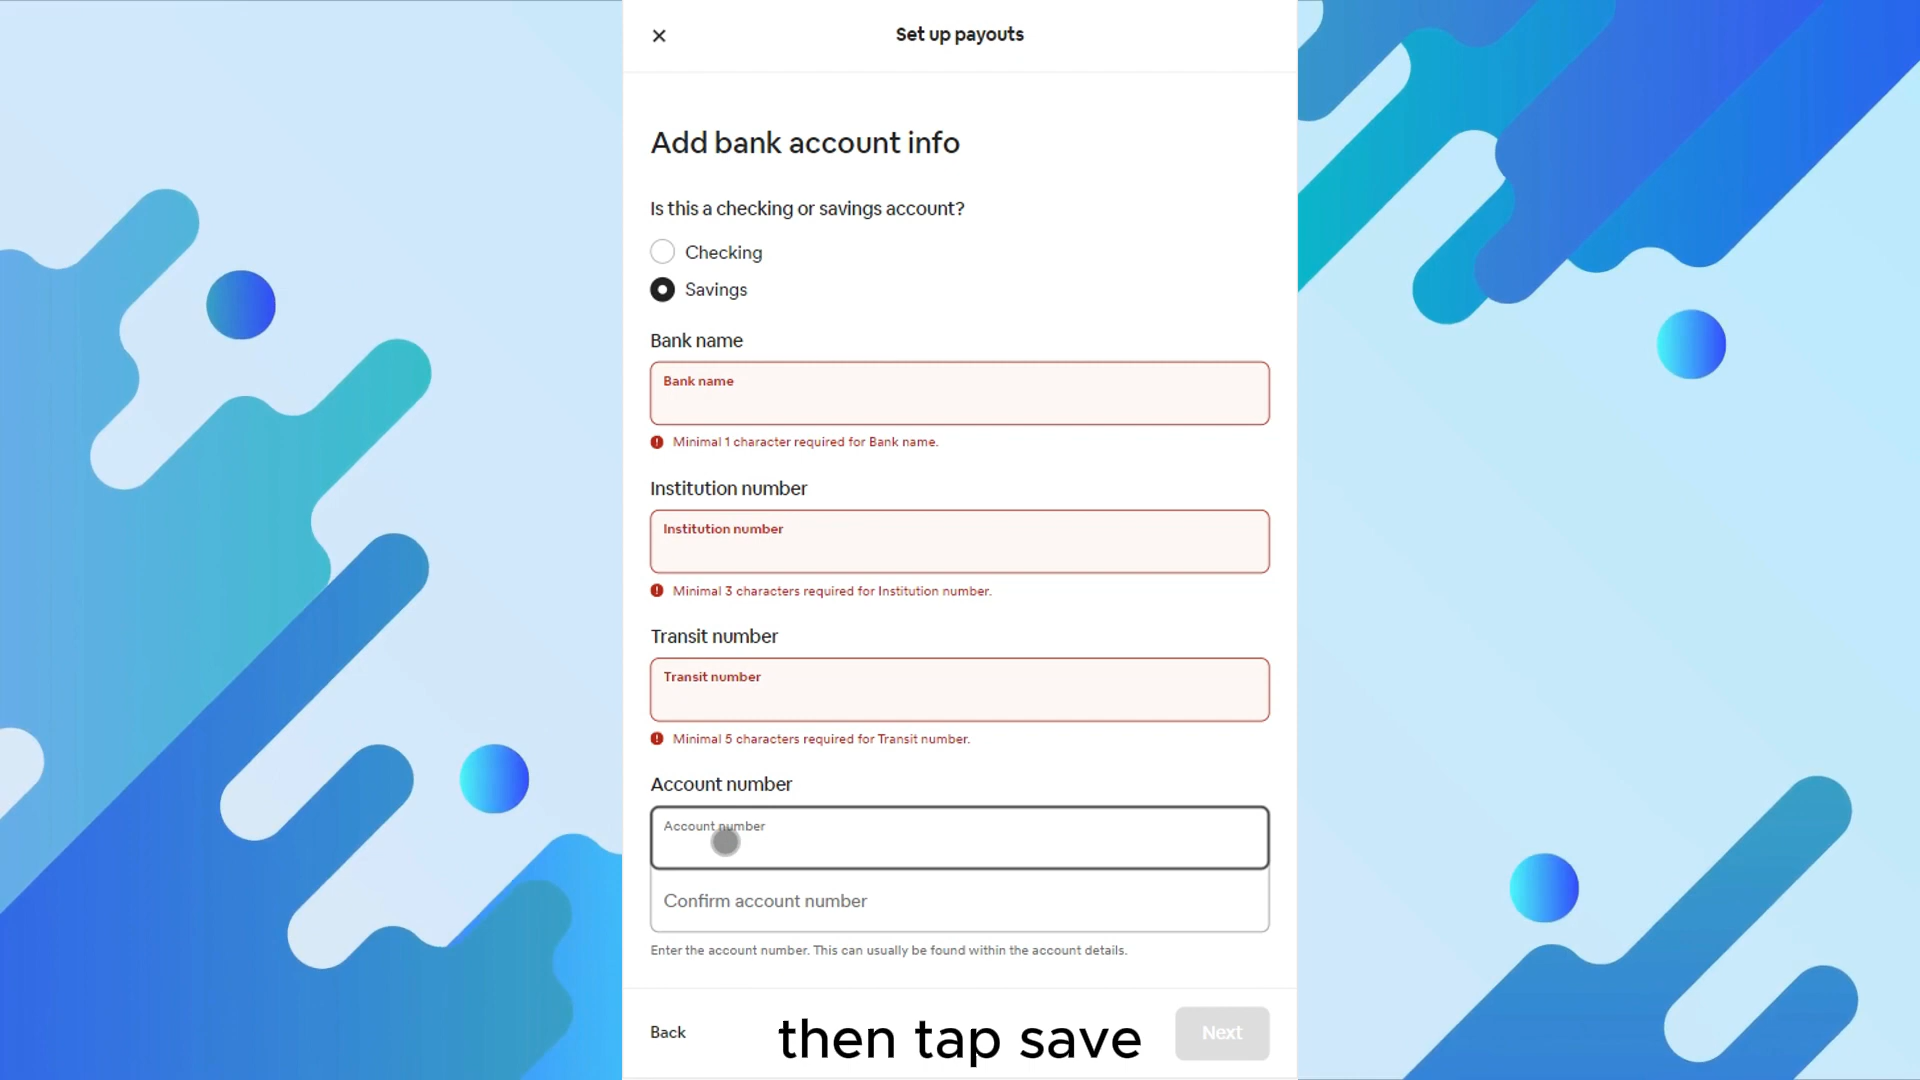 Set up payouts
Add bank account info
Is this a checking or savings account?
Checking
Savings
Bank name
Bank name
Minimal 1 character required for Bank name.
Institution number
Institution number
Minimal 3 characters required for Institution number.
Transit number
Transit number
Minimal 5 characters required for Transit number.
Account number
Account number
Confirm account number
Enter the account number. This can usually be found within the account details.
Back
then tap save
Next